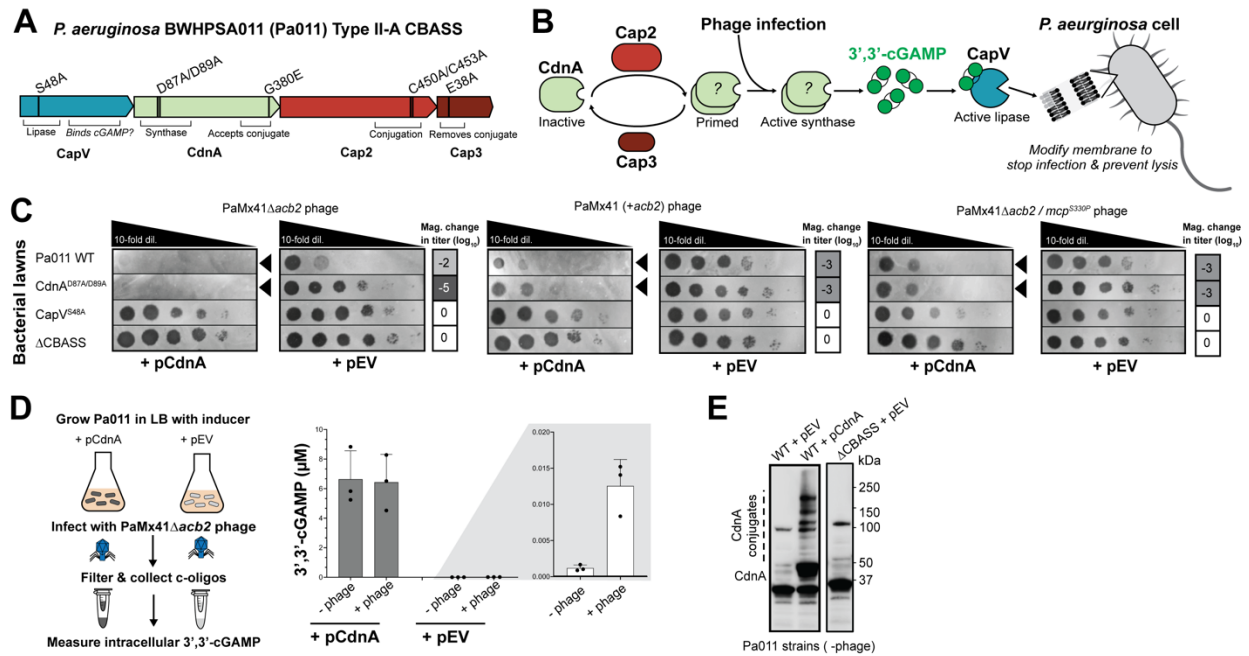 A
P. aeruginosa BWHPSA011 (Pa011) Type II-A CBASS
S48A
D87A/D89A
G380E
C450A/C453A
E38A
Lipase
Binds cGAMP?
Synthase
Accepts conjugate
Conjugation
Removes conjugate
CapV
CdnA
Cap2
Cap3
B
Phage infection
P. aeurginosa cell
Cap2
3’,3’-cGAMP
CapV
CdnA
?
?
Inactive
Primed
Active synthase
Active lipase
Cap3
Modify membrane to
stop infection & prevent lysis
C
PaMx41Δacb2 phage
PaMx41 (+acb2) phage
PaMx41Δacb2 / mcpS330P phage
10-fold dil.
10-fold dil.
Mag. change
in titer (log10)
10-fold dil.
10-fold dil.
Mag. change
in titer (log10)
10-fold dil.
10-fold dil.
Mag. change
in titer (log10)
Bacterial lawns
Pa011 WT
CdnAD87A/D89A
CapVS48A
ΔCBASS
-2
-5
0
0
-3
-3
0
0
-3
-3
0
0
+ pCdnA
+ pEV
+ pCdnA
+ pEV
+ pCdnA
+ pEV
D
Grow Pa011 in LB with inducer
+ pCdnA
+ pEV
Infect with PaMx41Δacb2 phage
Filter & collect c-oligos
Measure intracellular 3’,3’-cGAMP
3’,3’-cGAMP (µM)
10
8
6
4
2
0
- phage
+ phage
- phage
+ phage
+ pCdnA
+ pEV
0.020
0.015
0.010
0.005
0.000
- phage
+ phage
E
WT + pEV
WT + pCdnA
ΔCBASS + pEV
kDa
250
150
100
50
37
CdnA
conjugates
CdnA
Pa011 strains ( -phage)